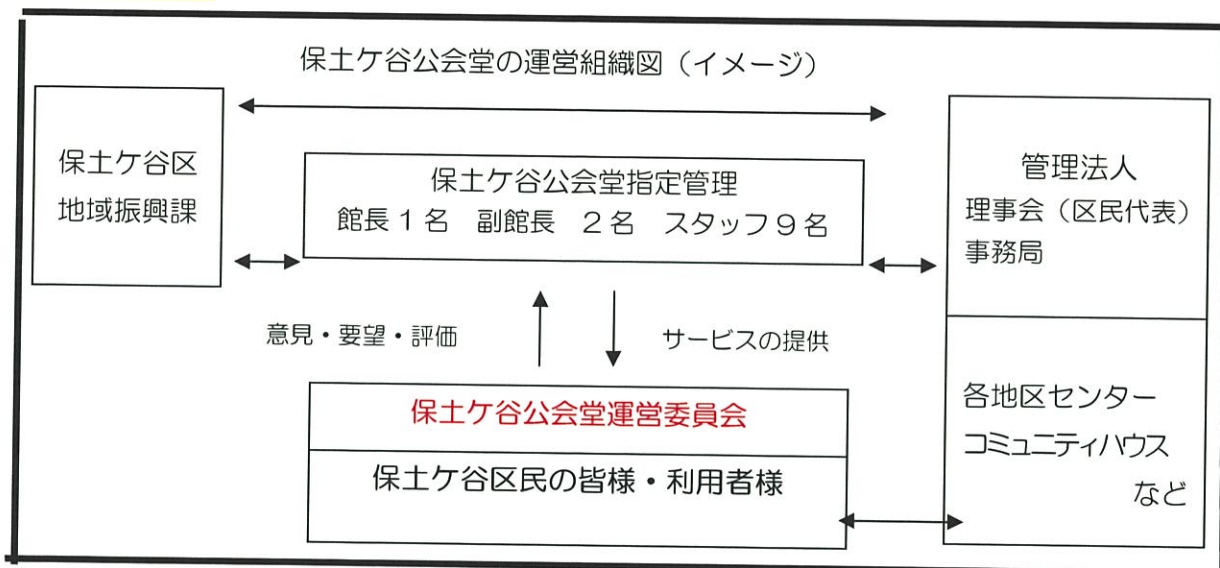 保土ケ谷公会堂の運営組織図（イメージ）
保土ケ谷区
地域振興課
保土ケ谷公会堂指定管理
館長１名　副館長　２名　スタッフ９名
管理法人
理事会（区民代表）
事務局
意見・要望・評価
サービスの提供
保土ケ谷公会堂運営委員会
保土ケ谷区民の皆様・利用者様
各地区センター
コミュニティハウス
など